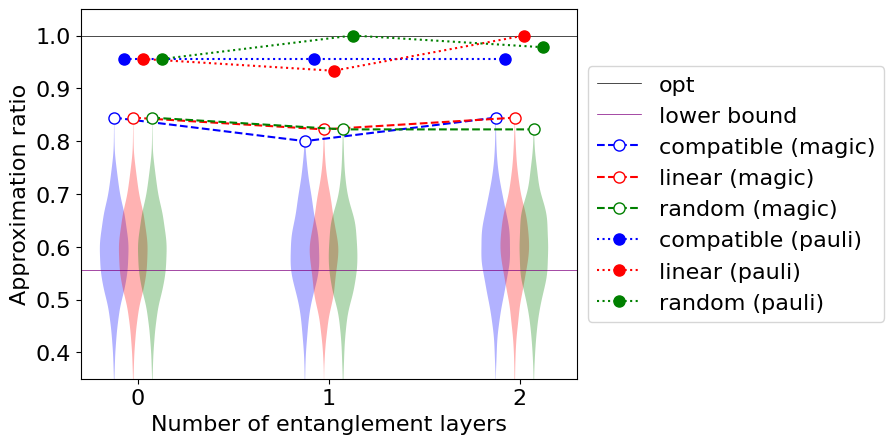 1.0
0.9
0.8
0.7
0.6
0.5
0.4
Approximation ratio
0 1 2
Number of entanglement layers
opt
lower bound
compatible (magic)
linear (magic)
random (magic)
compatible (pauli)
linear (pauli)
random (pauli)